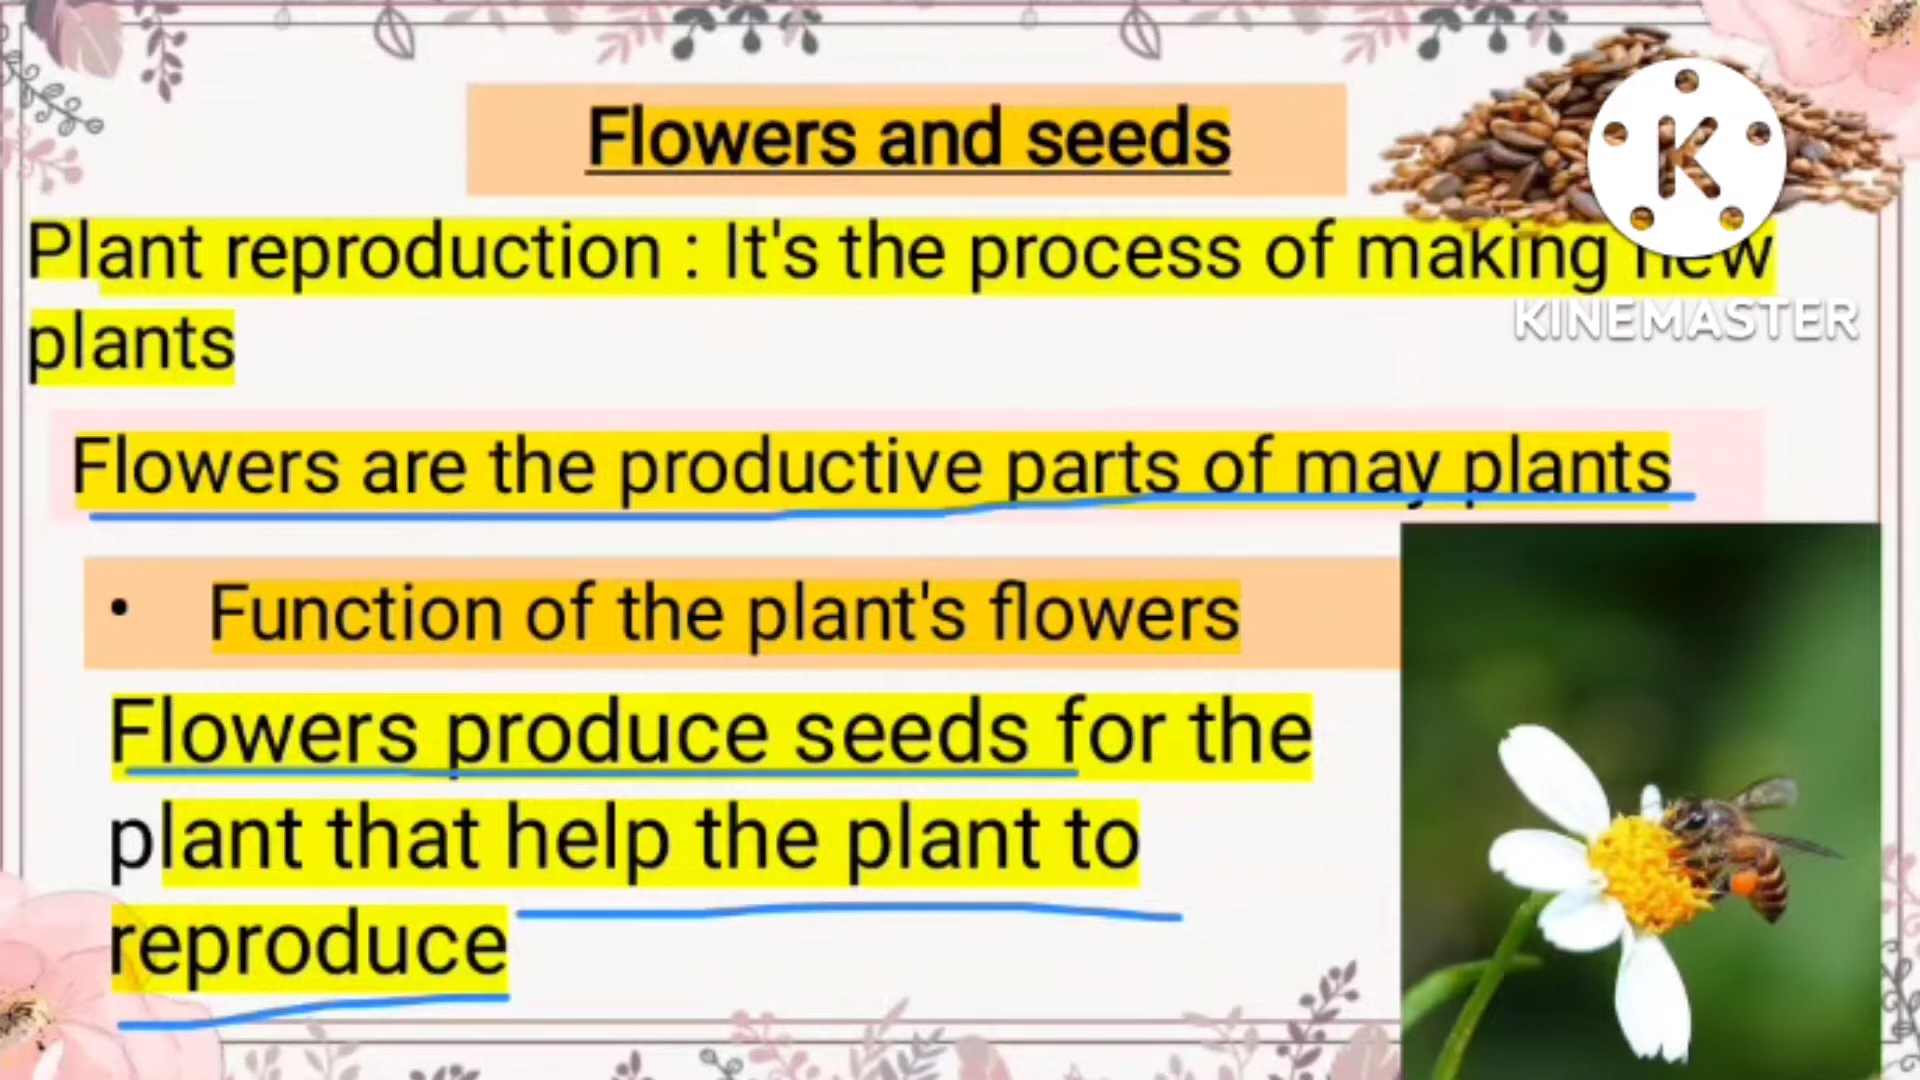 Flowers and seeds
K
Plant reproduction : It's the process of making new
plants
KINEMASTER
Flowers are the productive parts of may plants
• Function of the plant's flowers
Flowers produce seeds for the
plant that help the plant to
reproduce